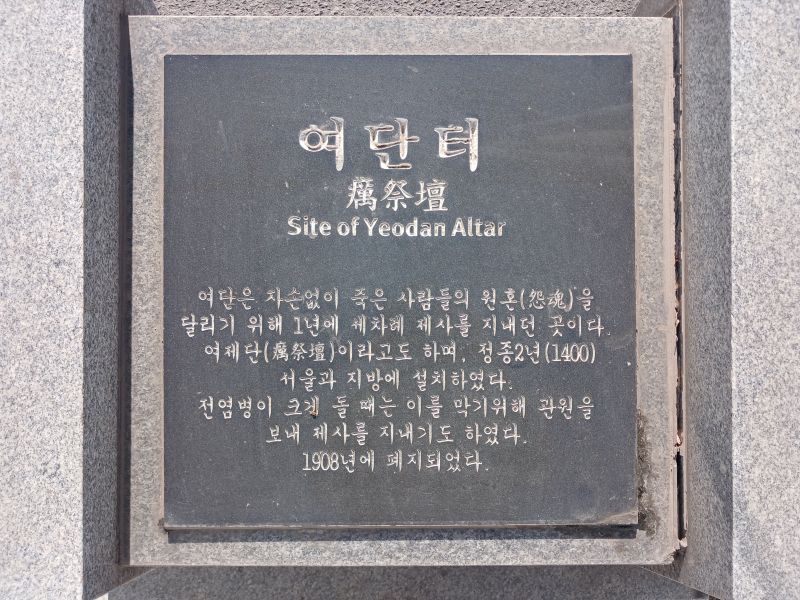 여단터
癘祭壇
Site of Yeodan Altar
여단은 차손없이 죽은 사람들의 원혼(怨魂)을
달리기 위해 1년에 세차례 제사를 지내던 곳이다.
여제단(癘祭壇)이라고도 하며, 정종2년(1400)
서울과 지방에 설치하였다.
전염병이 크게 돌 때는 이를 막기위해 관원을
보내 제사를 지내기도 하였다.
1908년에 폐지되었다.